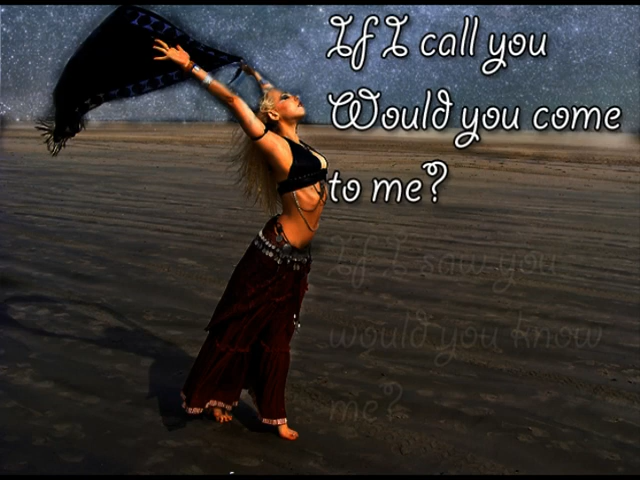 If I call you
Would you come
to me?
If I saw you
would you know
me?